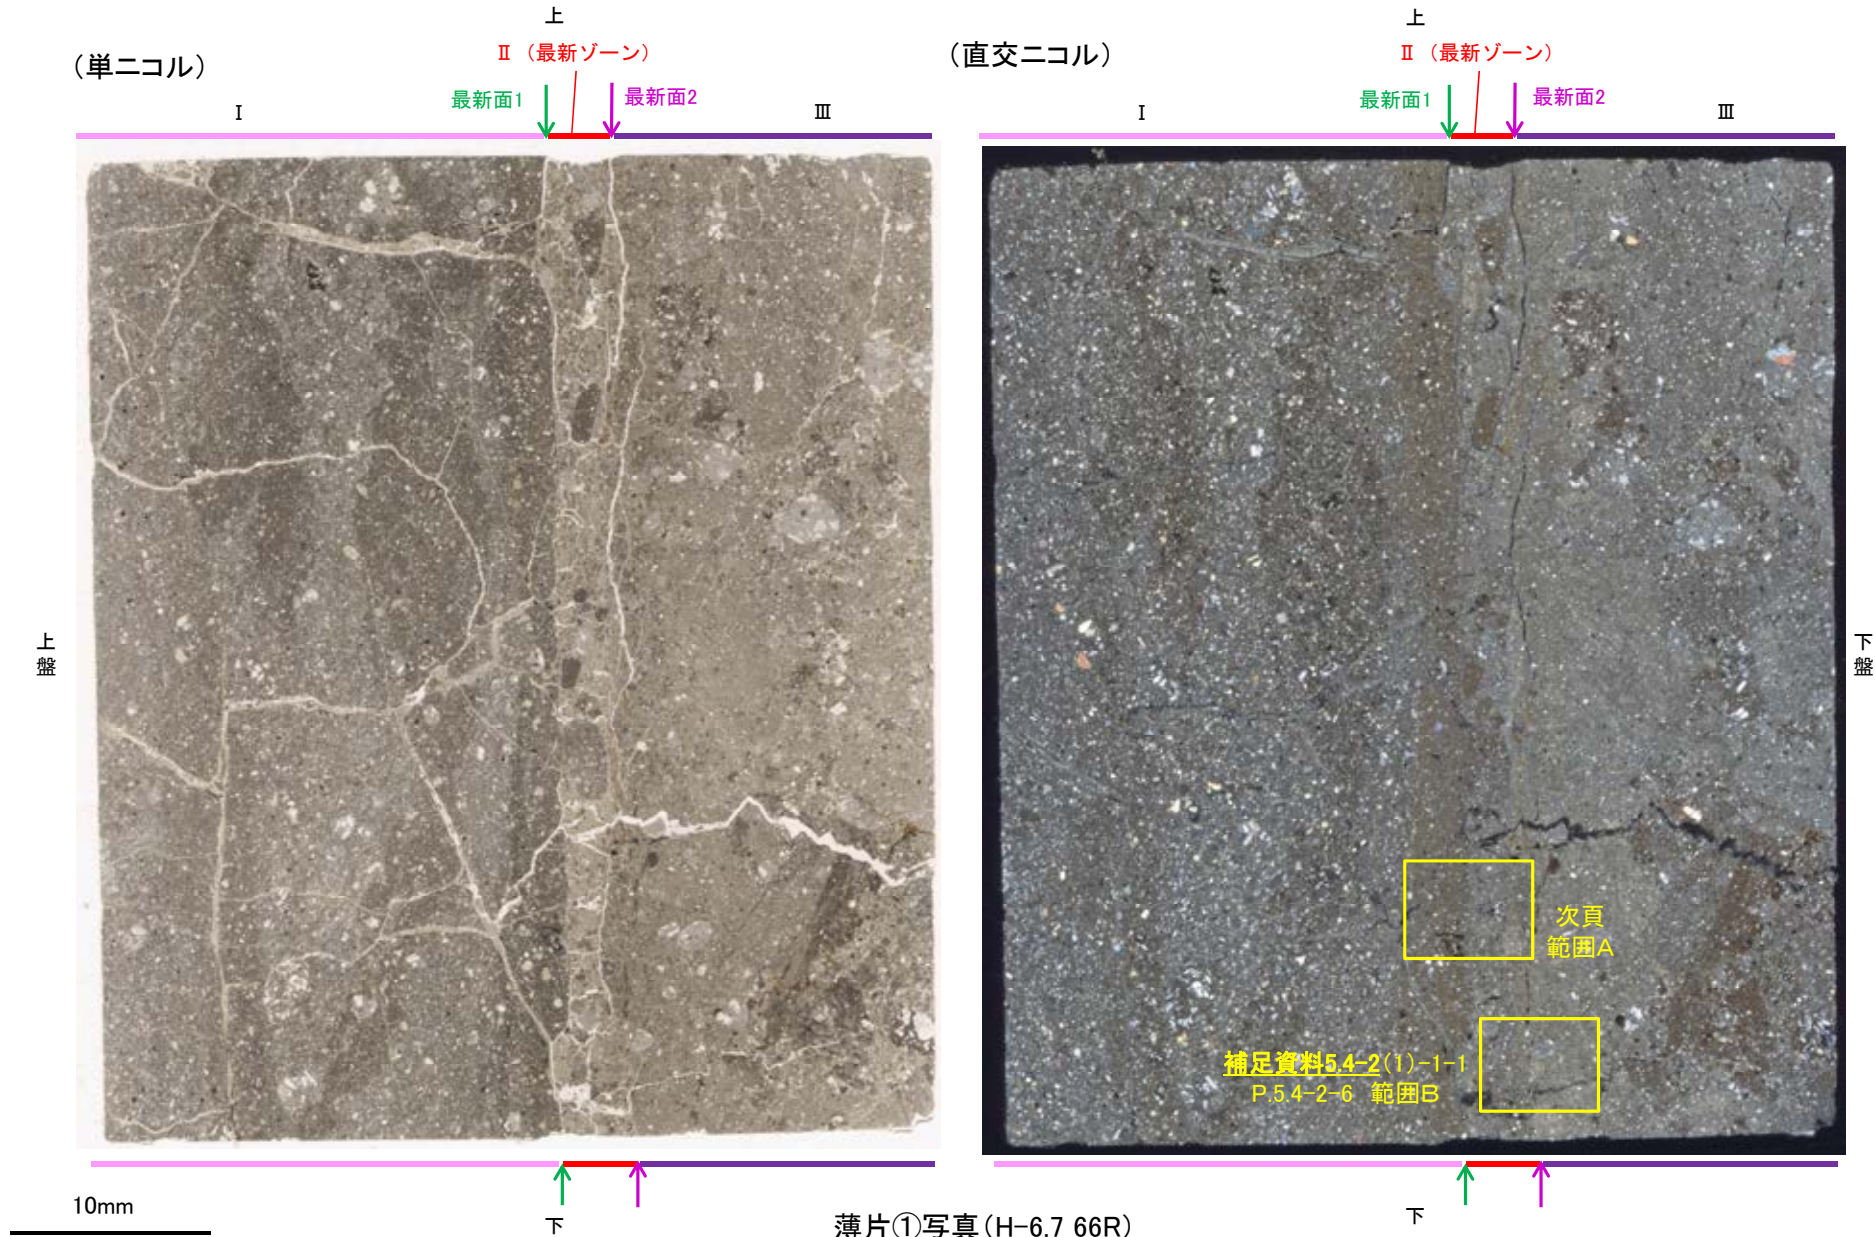 上
(単ニコル)
Ⅱ (最新ゾーン)
最新面1
最新面2
Ⅰ
Ⅲ
上
(直交ニコル)
Ⅱ (最新ゾーン)
最新面1
最新面2
Ⅰ
Ⅲ
上
盤
下
盤
次頁
範囲A
補足資料5.4-2(1)-1-1
P.5.4-2-6 範囲B
10mm
下
下
薄片①写真(H-6.7 66R)